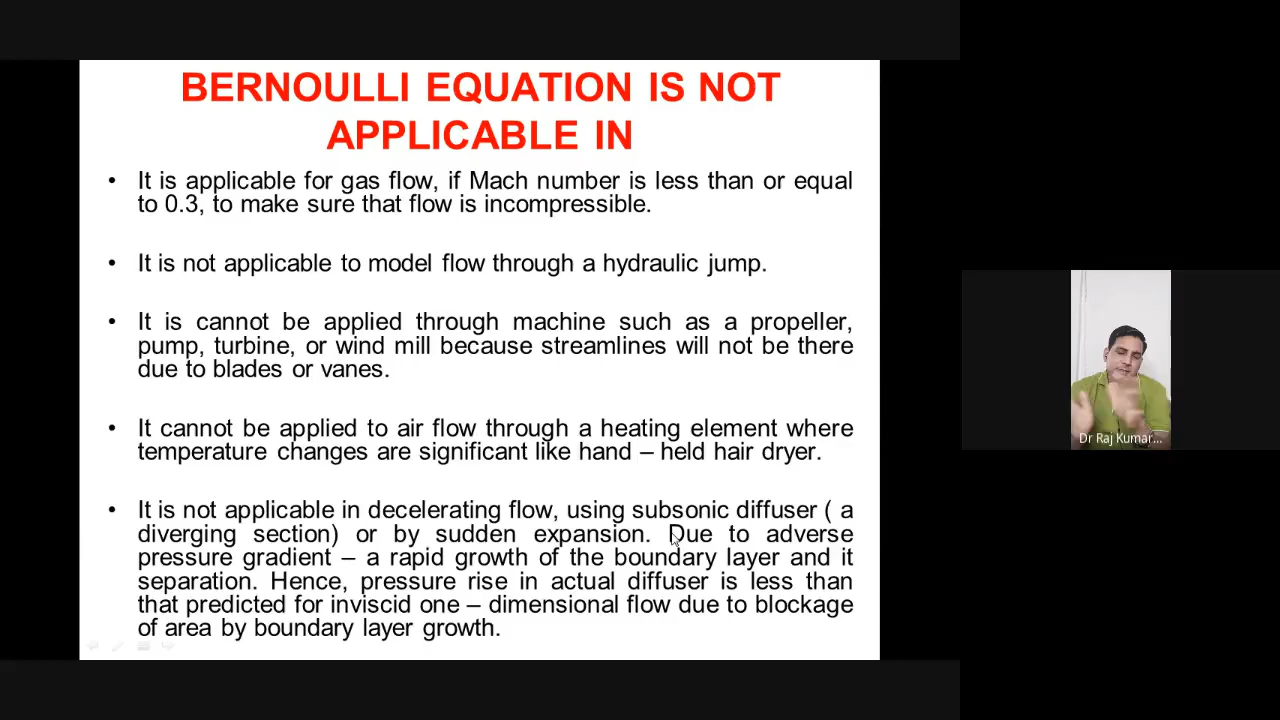 BERNOULLI EQUATION IS NOT
APPLICABLE IN
• It is applicable for gas flow, if Mach number is less than or equal
to 0.3, to make sure that flow is incompressible.
• It is not applicable to model flow through a hydraulic jump.
• It is cannot be applied through machine such as a propeller,
pump, turbine, or wind mill because streamlines will not be there
due to blades or vanes.
• It cannot be applied to air flow through a heating element where
temperature changes are significant like hand – held hair dryer.
• It is not applicable in decelerating flow, using subsonic diffuser ( a
diverging section) or by sudden expansion. Due to adverse
pressure gradient – a rapid growth of the boundary layer and it
separation. Hence, pressure rise in actual diffuser is less than
that predicted for inviscid one – dimensional flow due to blockage
of area by boundary layer growth.
Dr Raj Kumar...